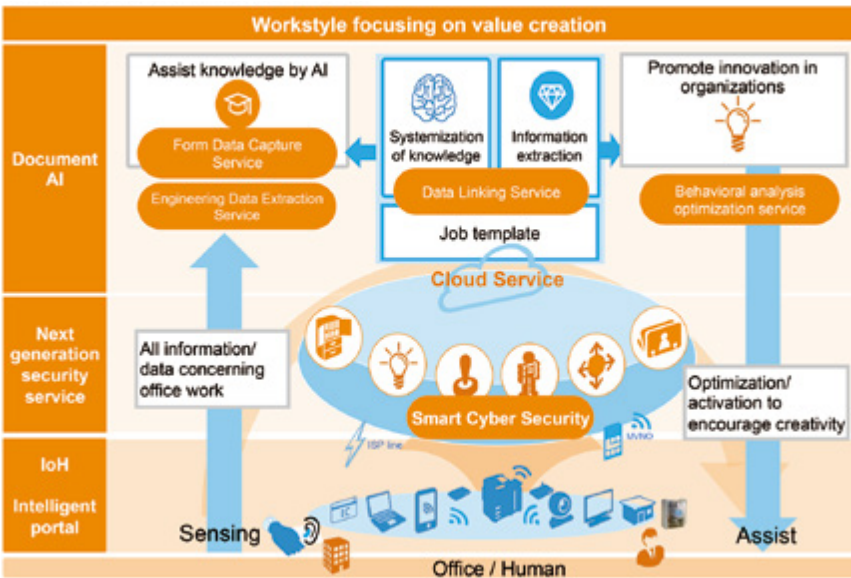 Workstyle focusing on value creation
Document
AI
Assist knowledge by AI
Form Data Capture
Service
Engineering Data Extraction
Service
Systemization
of knowledge
Information
extraction
Data Linking Service
Job template
Promote innovation in
organizations
Behavioral analysis
optimization service
Cloud Service
Next
generation
security
service
All information/
data concerning
office work
Smart Cyber Security
Optimization/
activation to
encourage creativity
ISP line
MVNO
IoH
Intelligent
portal
IC
Sensing
Assist
Office / Human